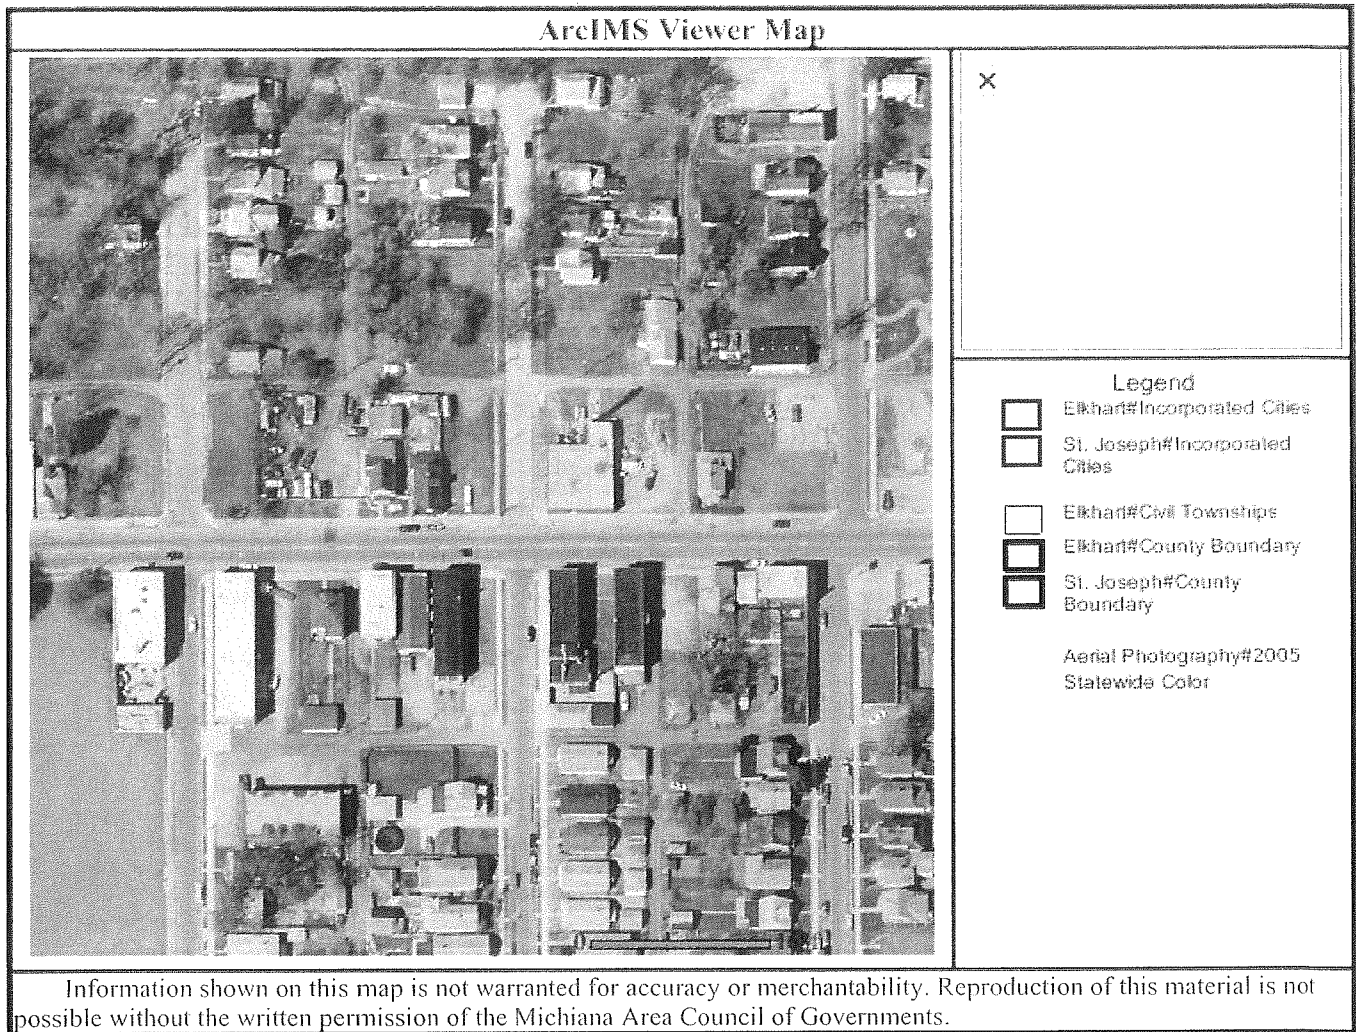 ArcIMS Viewer Map
Legend
Elkhart#Incorporated Cities
St. Joseph#Incorporated
Cities
Elkhart#Civil Townships
Elkhart#County Boundary
St. Joseph#County
Boundary
Aerial Photography#2005
Statewide Color
Information shown on this map is not warranted for accuracy or merchantability. Reproduction of this material is not
possible without the written permission of the Michiana Area Council of Governments.